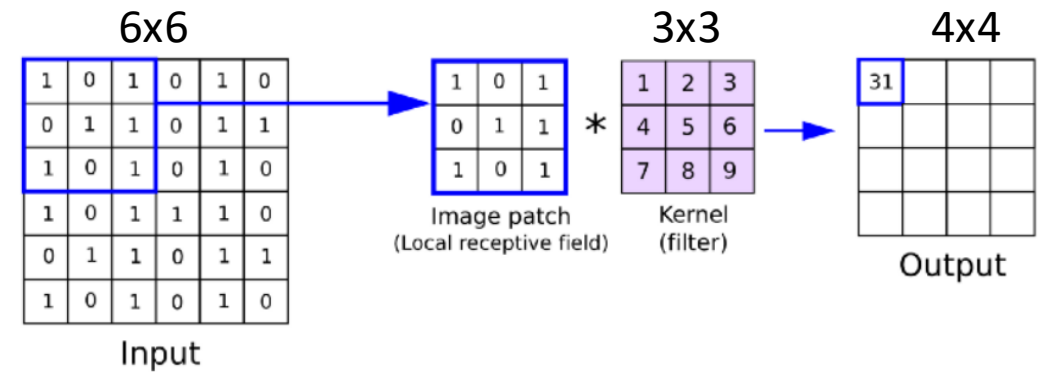 6x6 3x3 4x4
1 0 1 0 1 0
0 1 1 0 1 1
1 0 1 0 1 0
1 0 1 1 1 0
0 1 1 0 1 1
1 0 1 0 1 0
Input
1 0 1
0 1 1
1 0 1
Image patch
(Local receptive field)
*
1 2 3
4 5 6
7 8 9
Kernel
(filter)
31
Output